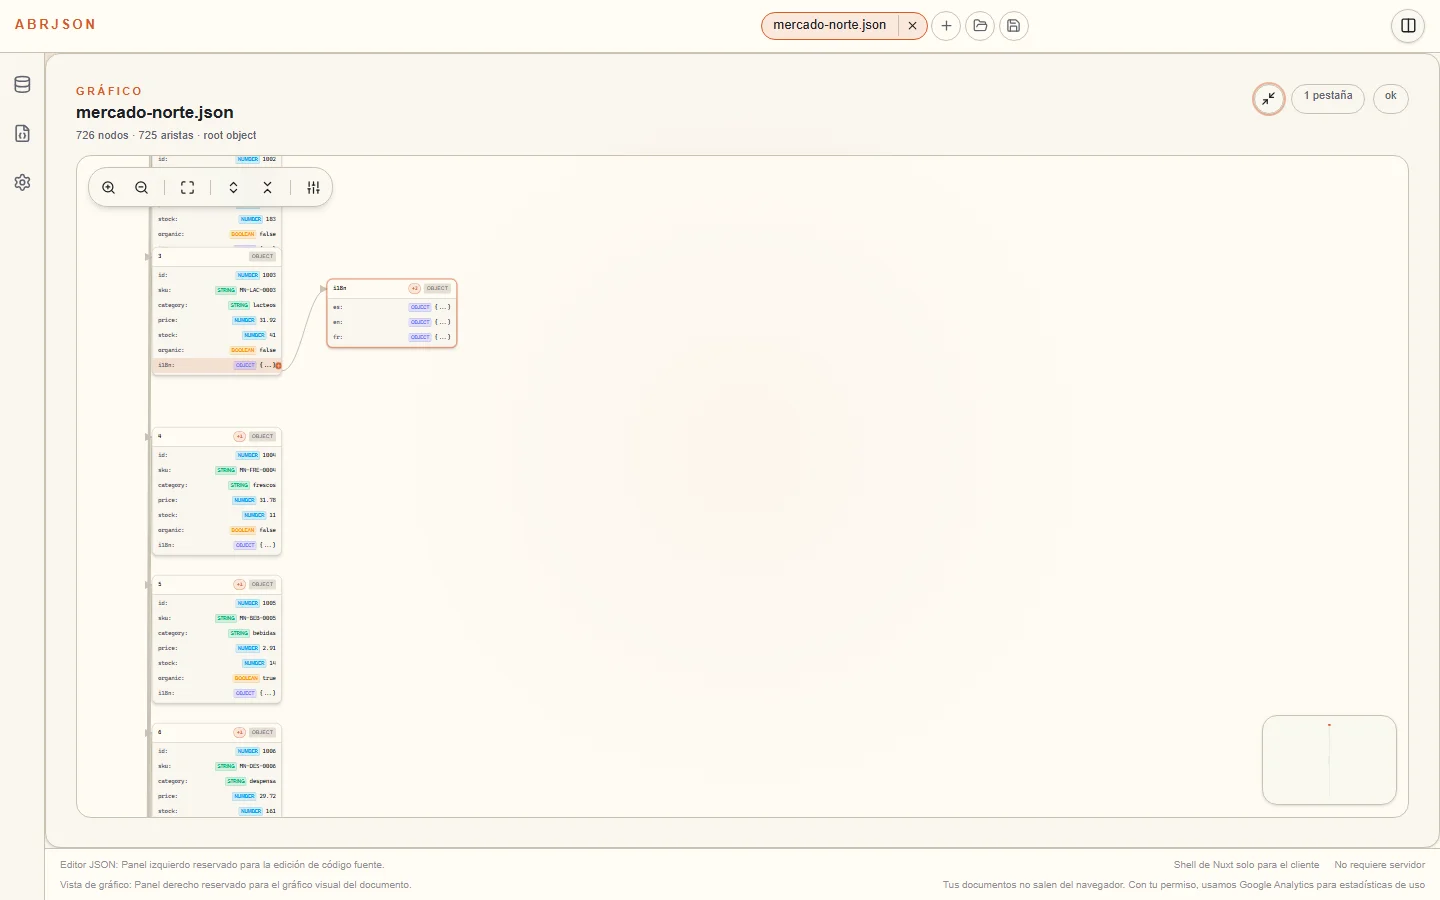 ABRJSON
mercado-norte.json
GRÁFICO
mercado-norte.json
726 nodos · 725 aristas · root object
1 pestaña
ok
id: NUMBER 1002
stock: NUMBER 183
organic: BOOLEAN false
3 OBJECT
id: NUMBER 1003
sku: STRING MN-LAC-0003
category: STRING lacteos
price: NUMBER 31.92
stock: NUMBER 41
organic: BOOLEAN false
i18n: OBJECT {...}
i18n +1 OBJECT
es: OBJECT {...}
en: OBJECT {...}
fr: OBJECT {...}
4 +1 OBJECT
id: NUMBER 1004
sku: STRING MN-FRE-0004
category: STRING frescos
price: NUMBER 31.78
stock: NUMBER 11
organic: BOOLEAN false
i18n: OBJECT {...}
5 +1 OBJECT
id: NUMBER 1005
sku: STRING MN-BEB-0005
category: STRING bebidas
price: NUMBER 2.91
stock: NUMBER 14
organic: BOOLEAN true
i18n: OBJECT {...}
6 +1 OBJECT
id: NUMBER 1006
sku: STRING MN-DES-0006
category: STRING despensa
price: NUMBER 29.72
stock: NUMBER 161
Editor JSON: Panel izquierdo reservado para la edición de código fuente.
Shell de Nuxt solo para el cliente
No requiere servidor
Vista de gráfico: Panel derecho reservado para el gráfico visual del documento.
Tus documentos no salen del navegador. Con tu permiso, usamos Google Analytics para estadísticas de uso